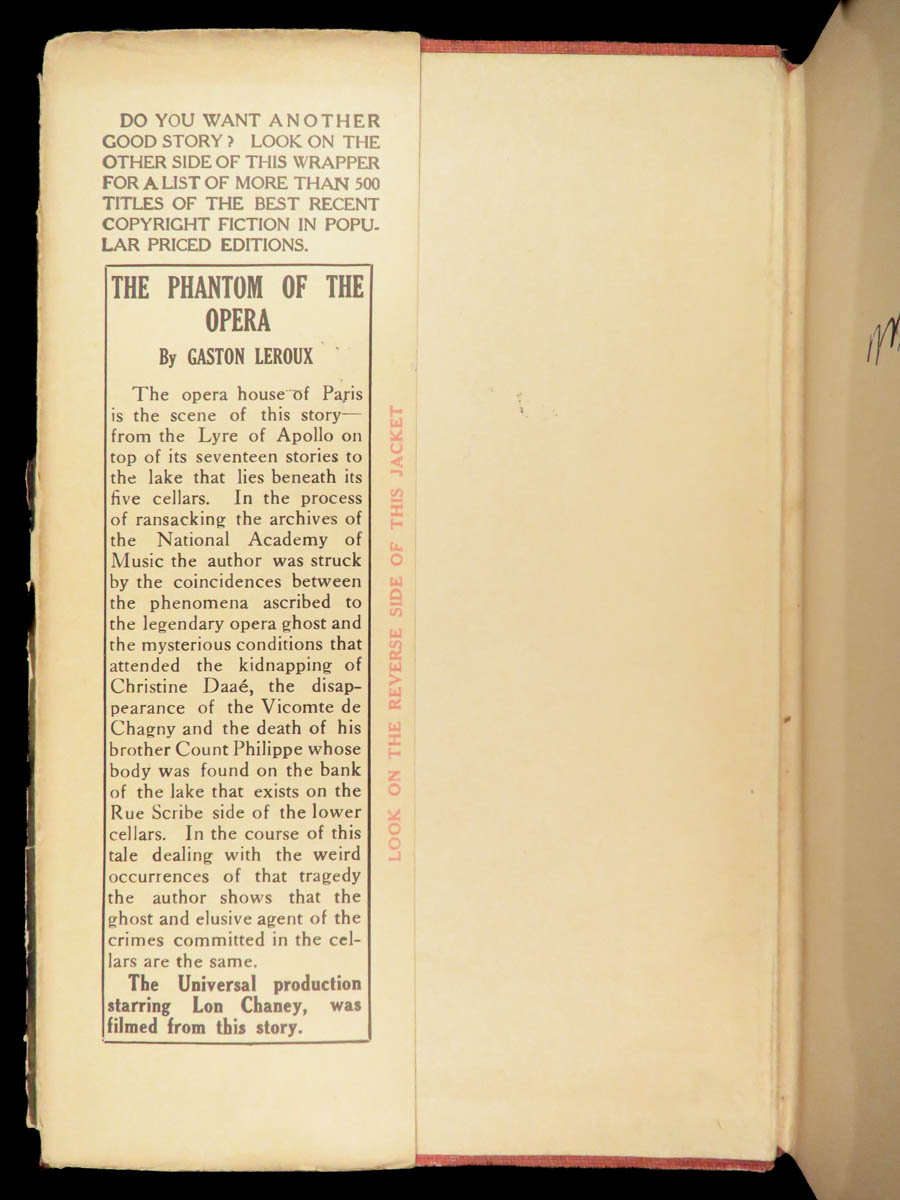 DO YOU WANT ANOTHER
GOOD STORY? LOOK ON THE
OTHER SIDE OF THIS WRAPPER
FOR A LIST OF MORE THAN 500
TITLES OF THE BEST RECENT
COPYRIGHT FICTION IN POPU-
LAR PRICED EDITIONS.
THE PHANTOM OF THE
OPERA
By GASTON LEROUX
The opera house of Paris
is the scene of this story—
from the Lyre of Apollo on
top of its seventeen stories to
the lake that lies beneath its
five cellars. In the process
of ransacking the archives of
the National Academy of
Music the author was struck
by the coincidences between
the phenomena ascribed to
the legendary opera ghost and
the mysterious conditions that
attended the kidnapping of
Christine Daaé, the disap-
pearance of the Vicomte de
Chagny and the death of his
brother Count Philippe whose
body was found on the bank
of the lake that exists on the
Rue Scribe side of the lower
cellars. In the course of this
tale dealing with the weird
occurrences of that tragedy
the author shows that the
ghost and elusive agent of the
crimes committed in the cel-
lars are the same.
The Universal production
starring Lon Chaney, was
filmed from this story.
LOOK ON THE REVERSE SIDE OF THIS JACKET